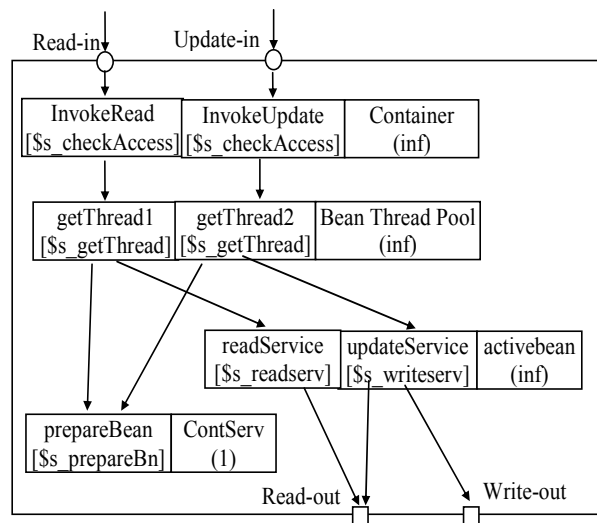 Read-in
Update-in
InvokeRead
[$s_checkAccess]
InvokeUpdate
[$s_checkAccess]
Container
(inf)
getThread1
[$s_getThread]
getThread2
[$s_getThread]
Bean Thread Pool
(inf)
readService
[$s_readserv]
updateService
[$s_writeserv]
activebean
(inf)
prepareBean
[$s_prepareBn]
ContServ
(1)
Read-out
Write-out